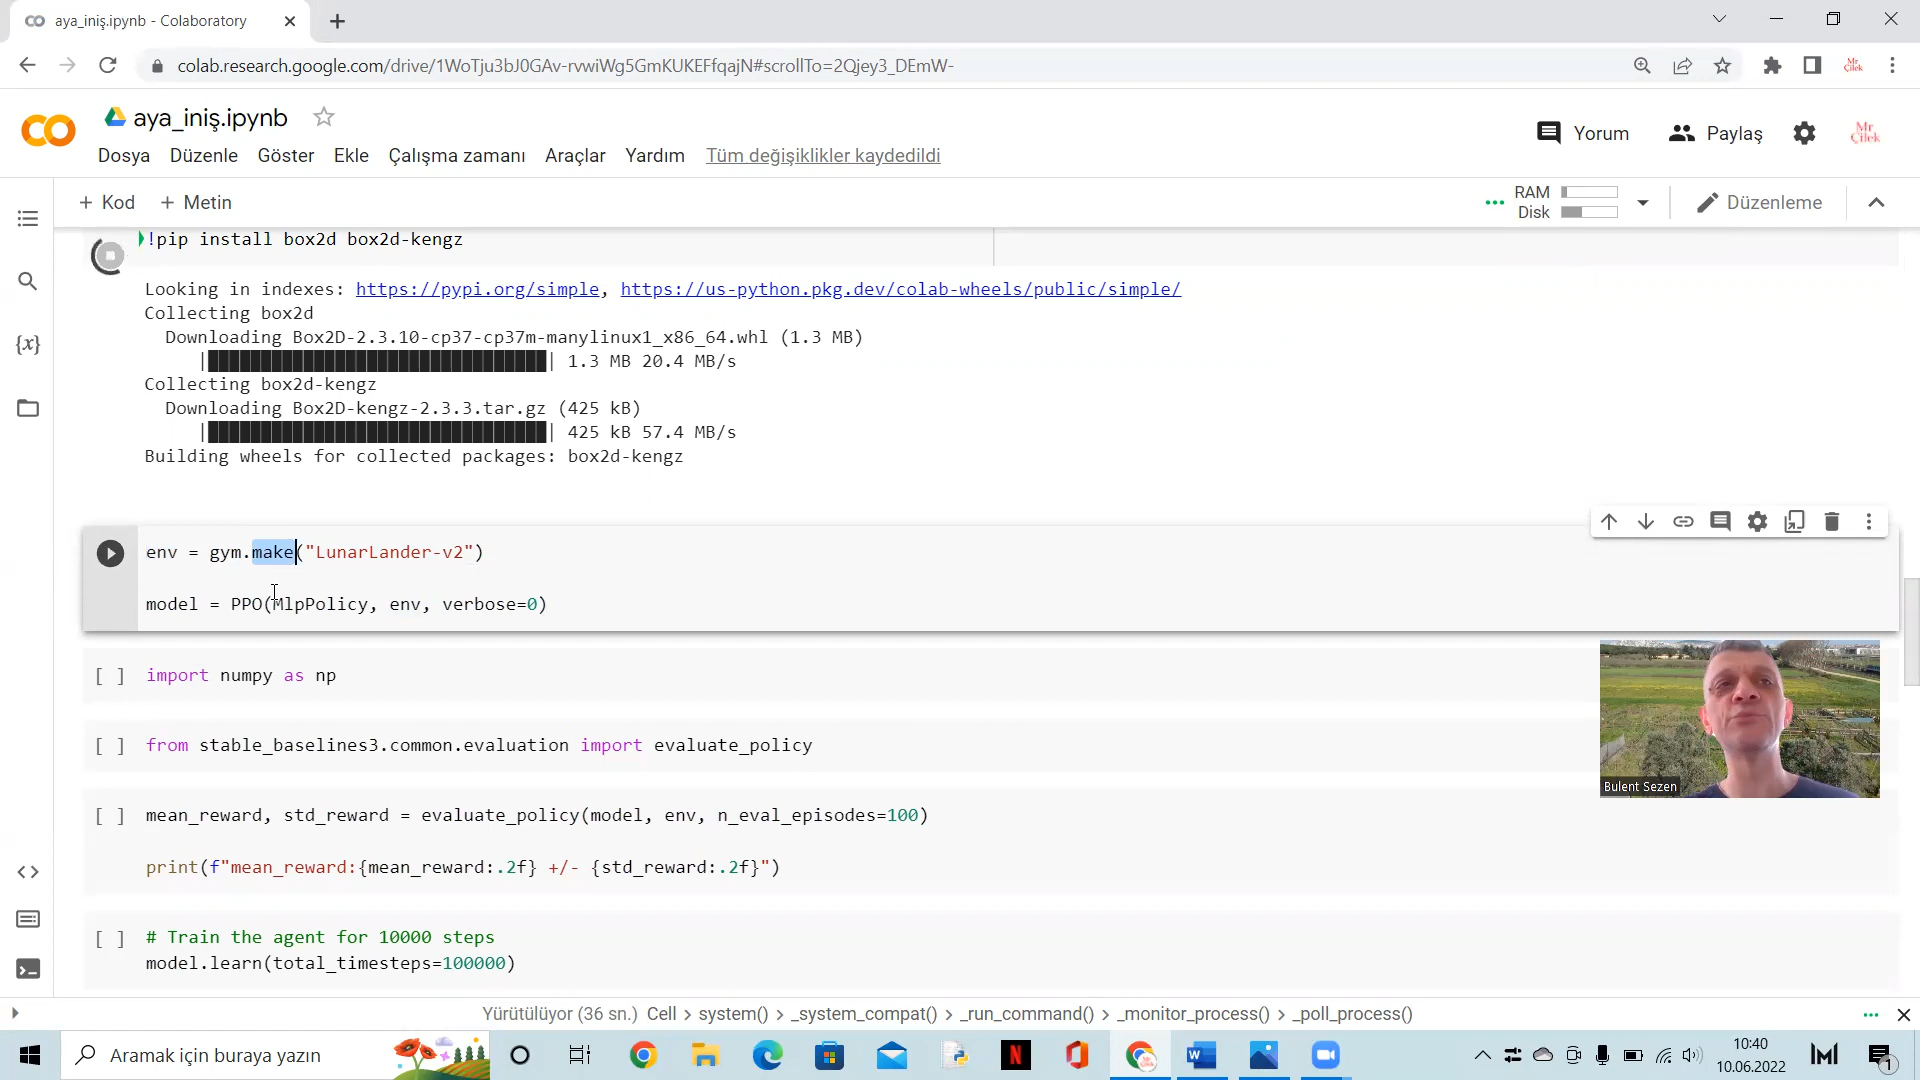 aya_iniş.ipynb - Colaboratory
colab.research.google.com/drive/1WoTju3bJ0GAv-rvwiWg5GmKUKEFfqajN#scrollTo=2Qjey3_DEmW-
aya_iniş.ipynb
Yorum
Paylaş
Mr Çilek
Dosya Düzenle Göster Ekle Çalışma zamanı Araçlar Yardım Tüm değişiklikler kaydedildi
+ Kod + Metin
RAM
Disk
Düzenleme
!pip install box2d box2d-kengz
Looking in indexes: https://pypi.org/simple, https://us-python.pkg.dev/colab-wheels/public/simple/
Collecting box2d
Downloading Box2D-2.3.10-cp37-cp37m-manylinux1_x86_64.whl (1.3 MB)
1.3 MB 20.4 MB/s
Collecting box2d-kengz
Downloading Box2D-kengz-2.3.3.tar.gz (425 kB)
425 kB 57.4 MB/s
Building wheels for collected packages: box2d-kengz
env = gym.make("LunarLander-v2")
model = PPO(MlpPolicy, env, verbose=0)
[ ] import numpy as np
[ ] from stable_baselines3.common.evaluation import evaluate_policy
[ ] mean_reward, std_reward = evaluate_policy(model, env, n_eval_episodes=100)
print(f"mean_reward:{mean_reward:.2f} +/- {std_reward:.2f}")
[ ] # Train the agent for 10000 steps
model.learn(total_timesteps=100000)
Bulent Sezen
Yürütülüyor (36 sn.) Cell > system() > _system_compat() > _run_command() > _monitor_process() > _poll_process()
Aramak için buraya yazın
10:40
10.06.2022
1